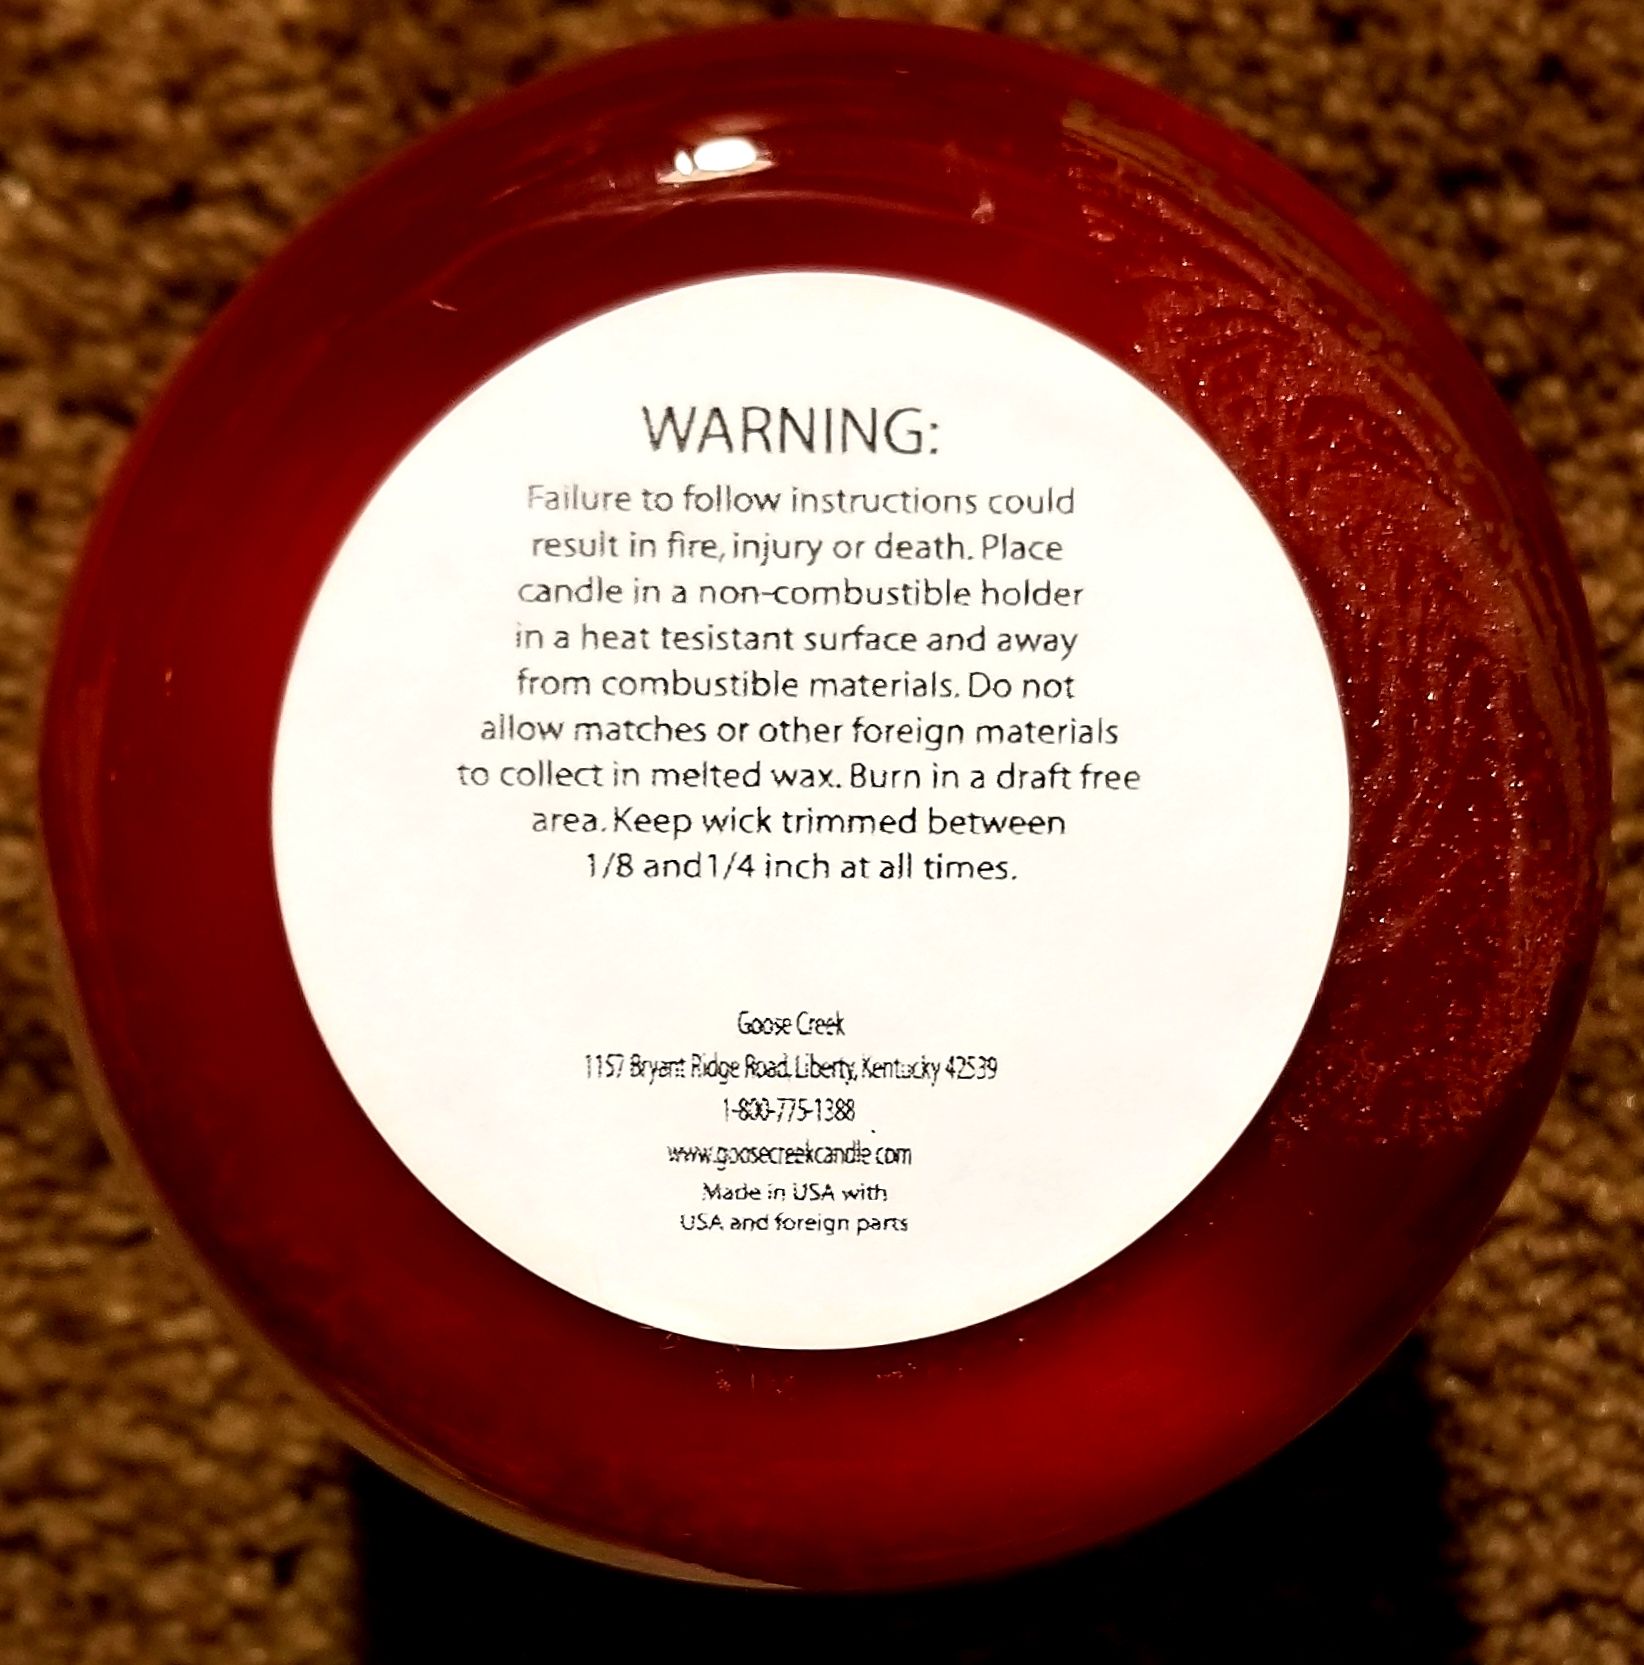 WARNING:
Failure to follow instructions could
result in fire, injury or death. Place
candle in a non-combustible holder
in a heat tesistant surface and away
from combustible materials. Do not
allow matches or other foreign materials
to collect in melted wax. Burn in a draft free
area. Keep wick trimmed between
1/8 and 1/4 inch at all times.
Goose Creek
1157 Bryant Ridge Road, Liberty, Kentucky 42539
1-800-775-1388
www.goosecreekcandle.com
Made in USA with
USA and foreign parts